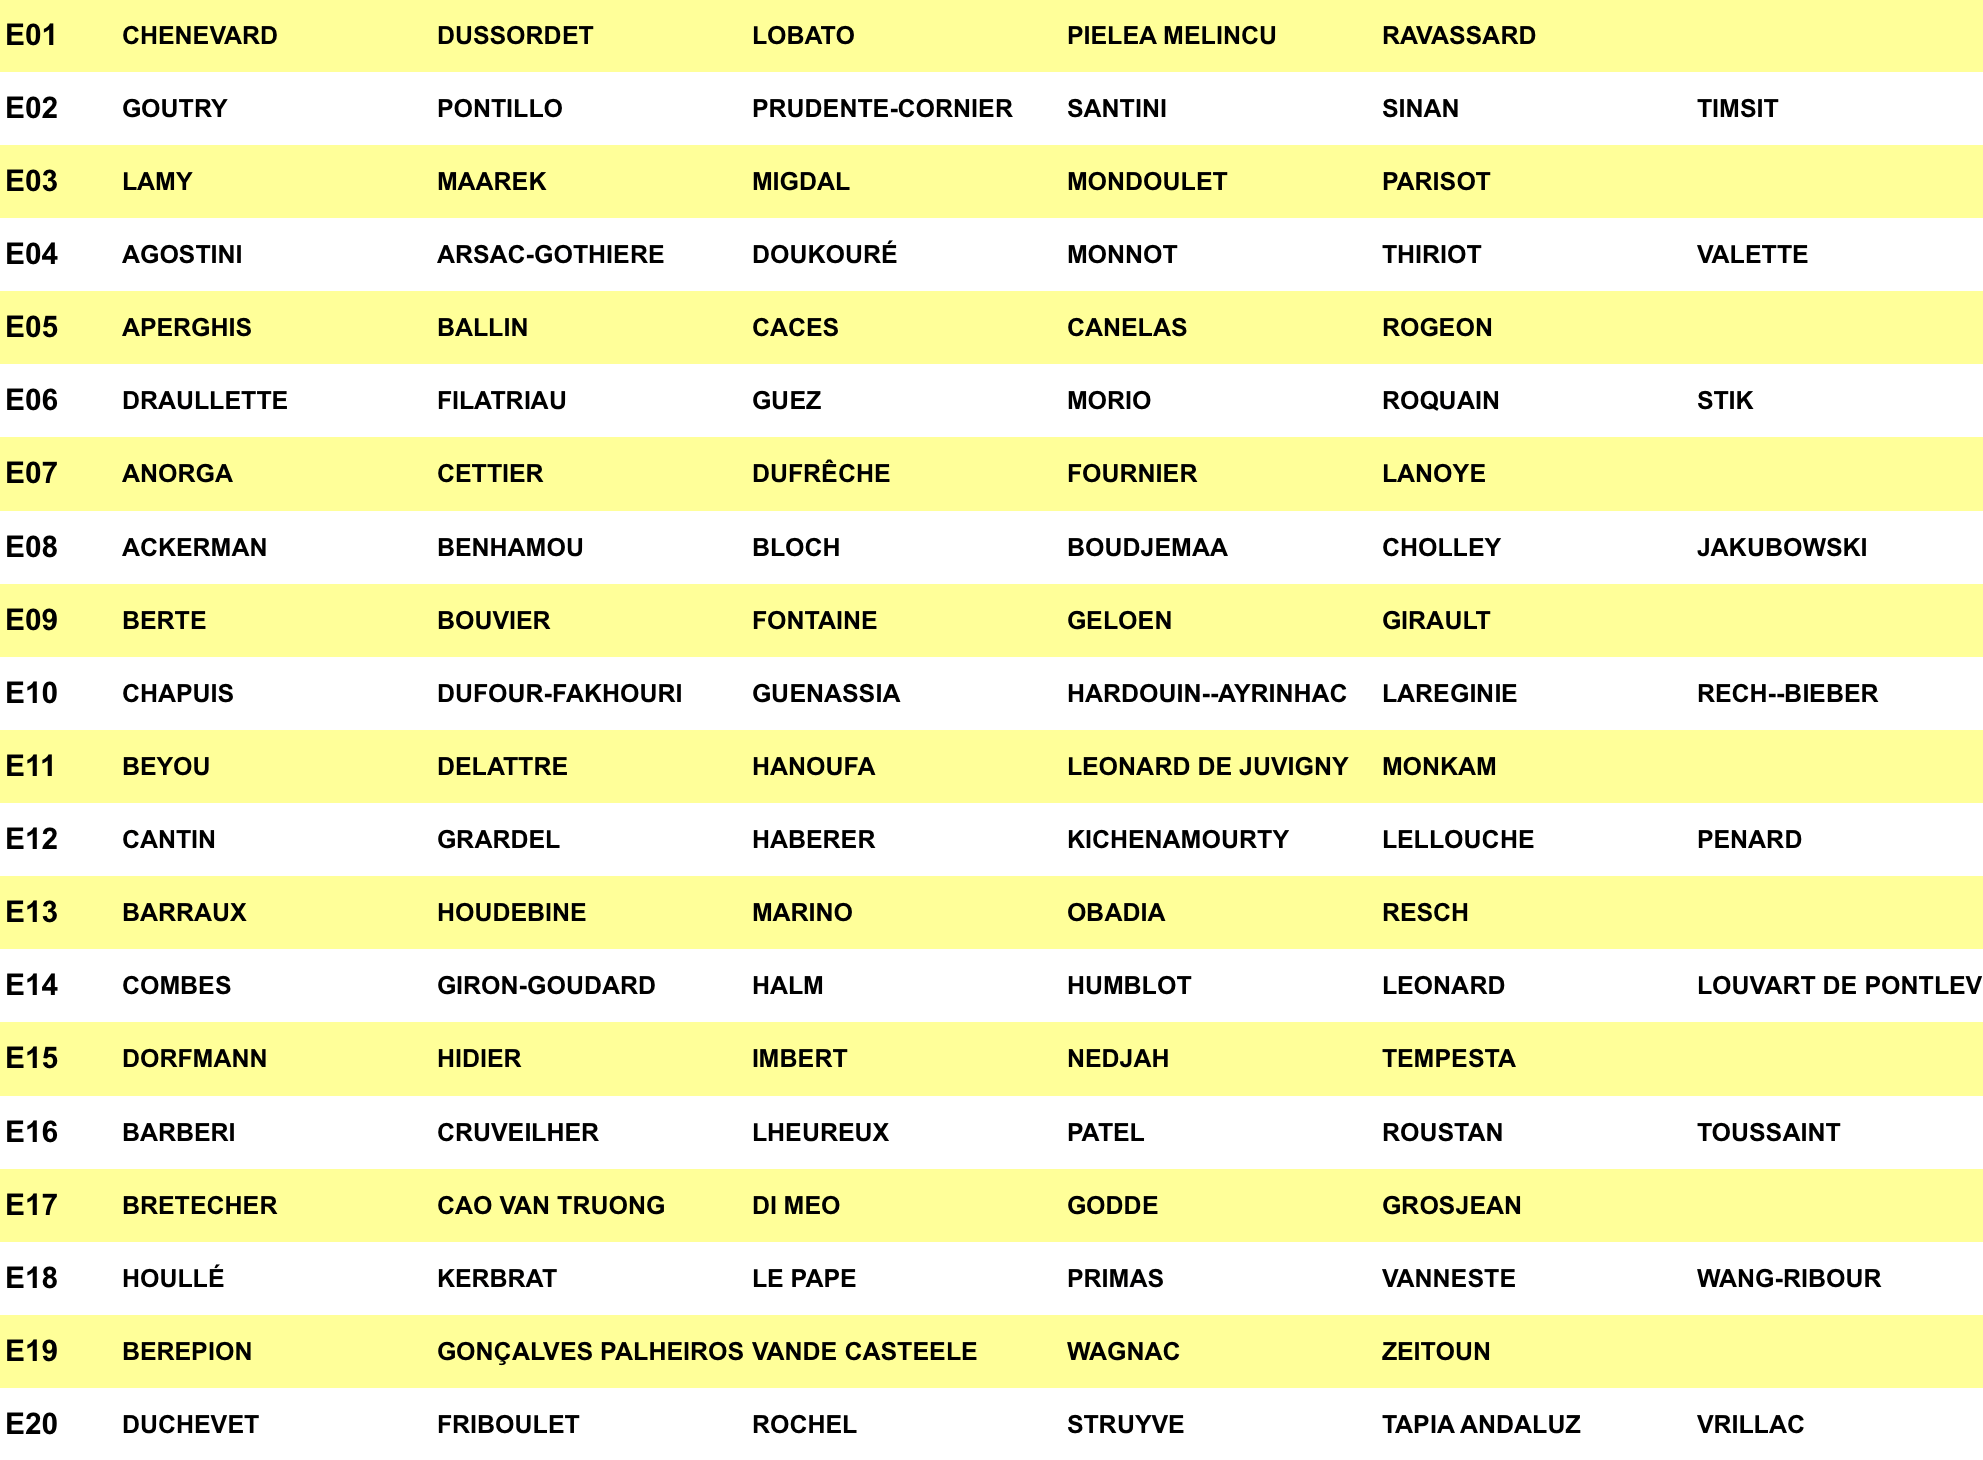 E01 CHENEVARD DUSSORDET LOBATO PIELEA MELINCU RAVASSARD
E02 GOUTRY PONTILLO PRUDENTE-CORNIER SANTINI SINAN TIMSIT
E03 LAMY MAAREK MIGDAL MONDOULET PARISOT
E04 AGOSTINI ARSAC-GOTHIERE DOUKOURÉ MONNOT THIRIOT VALETTE
E05 APERGHIS BALLIN CACES CANELAS ROGEON
E06 DRAULLETTE FILATRIAU GUEZ MORIO ROQUAIN STIK
E07 ANORGA CETTIER DUFRÊCHE FOURNIER LANOYE
E08 ACKERMAN BENHAMOU BLOCH BOUDJEMAA CHOLLEY JAKUBOWSKI
E09 BERTE BOUVIER FONTAINE GELOEN GIRAULT
E10 CHAPUIS DUFOUR-FAKHOURI GUENASSIA HARDOUIN--AYRINHAC LAREGINIE RECH--BIEBER
E11 BEYOU DELATTRE HANOUFA LEONARD DE JUVIGNY MONKAM
E12 CANTIN GRARDEL HABERER KICHENAMOURTY LELLOUCHE PENARD
E13 BARRAUX HOUDEBINE MARINO OBADIA RESCH
E14 COMBES GIRON-GOUDARD HALM HUMBLOT LEONARD LOUVART DE PONTLEV
E15 DORFMANN HIDIER IMBERT NEDJAH TEMPESTA
E16 BARBERI CRUVEILHER LHEUREUX PATEL ROUSTAN TOUSSAINT
E17 BRETECHER CAO VAN TRUONG DI MEO GODDE GROSJEAN
E18 HOULLÉ KERBRAT LE PAPE PRIMAS VANNESTE WANG-RIBOUR
E19 BEREPION GONÇALVES PALHEIROS VANDE CASTEELE WAGNAC ZEITOUN
E20 DUCHEVET FRIBOULET ROCHEL STRUYVE TAPIA ANDALUZ VRILLAC